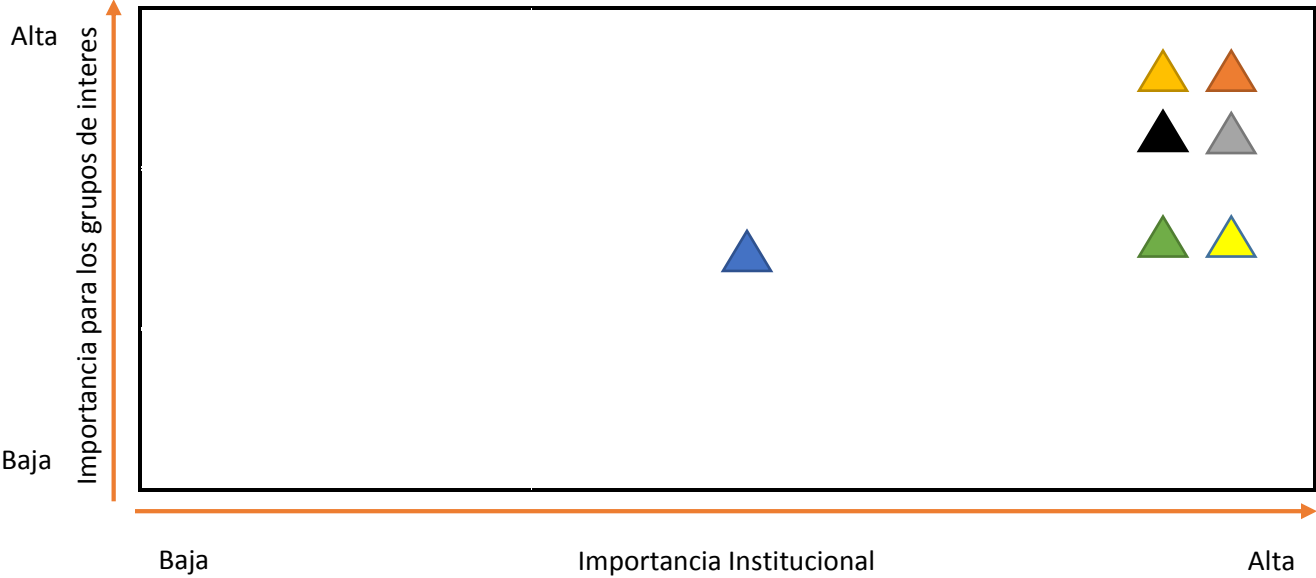 Alta
Importancia para los grupos de interes
Baja
Baja
Importancia Institucional
Alta